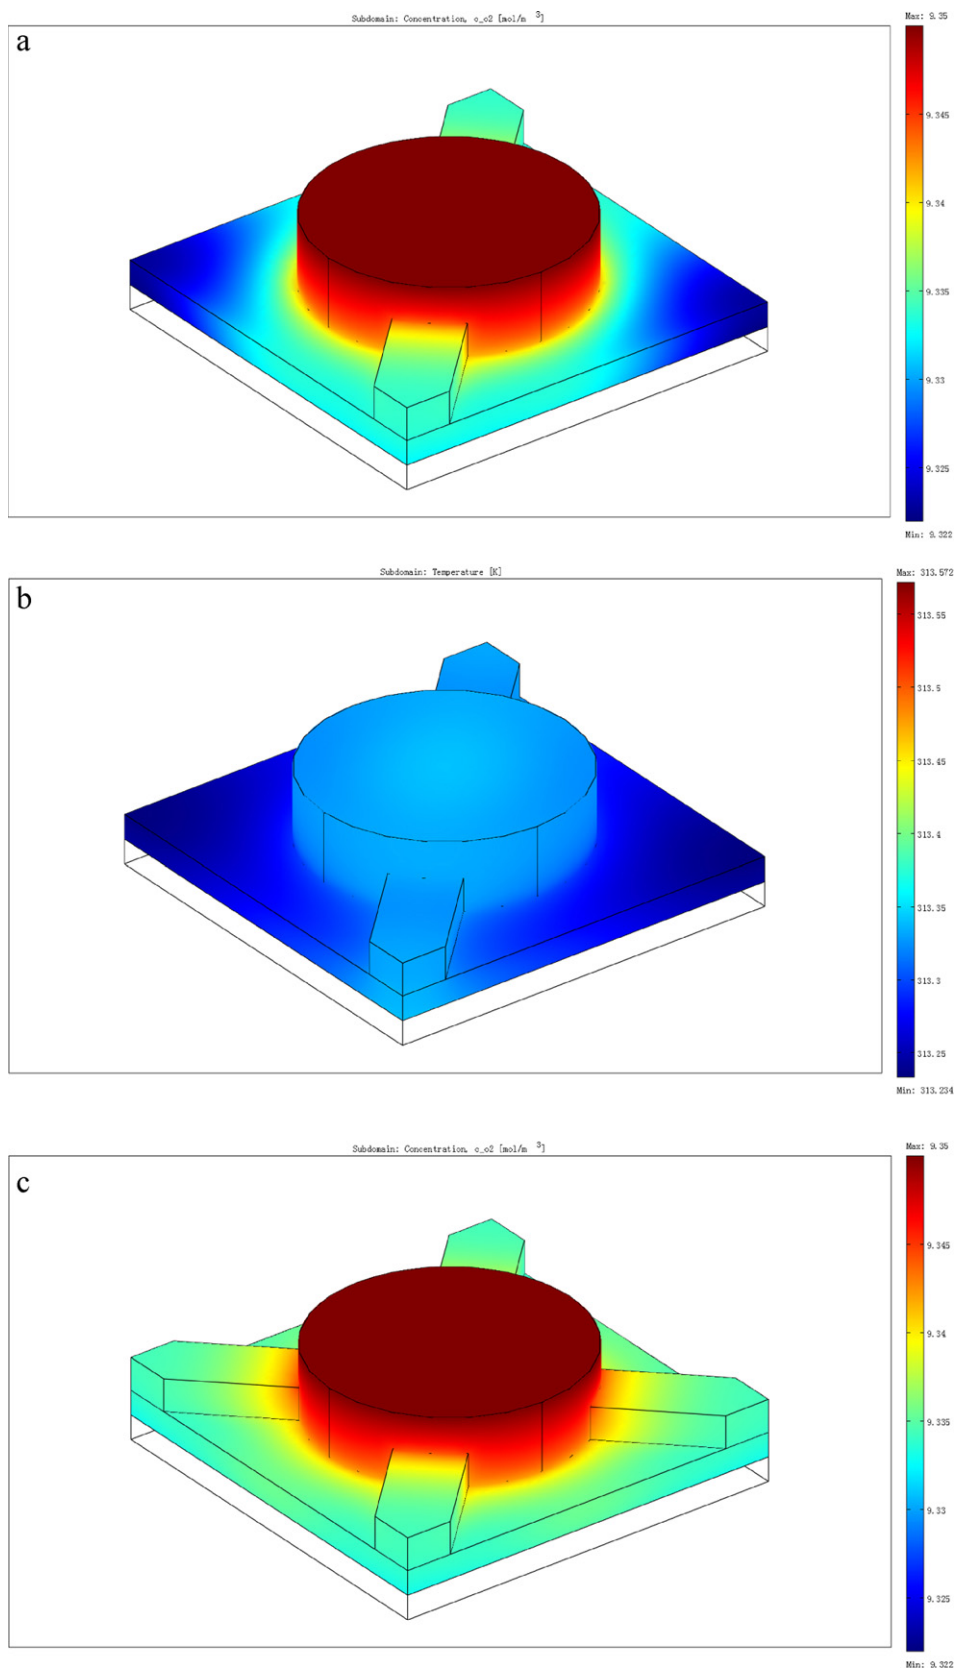 Subdomain: Concentration, c_o2 [mol/m 3]
Max: 9.35
a
9.345
9.34
9.335
9.33
9.325
Min: 9.322
Subdomain: Temperature [K]
Max: 313.572
b
313.55
313.5
313.45
313.4
313.35
313.3
313.25
Min: 313.234
Subdomain: Concentration, c_o2 [mol/m 3]
Max: 9.35
c
9.345
9.34
9.335
9.33
9.325
Min: 9.322